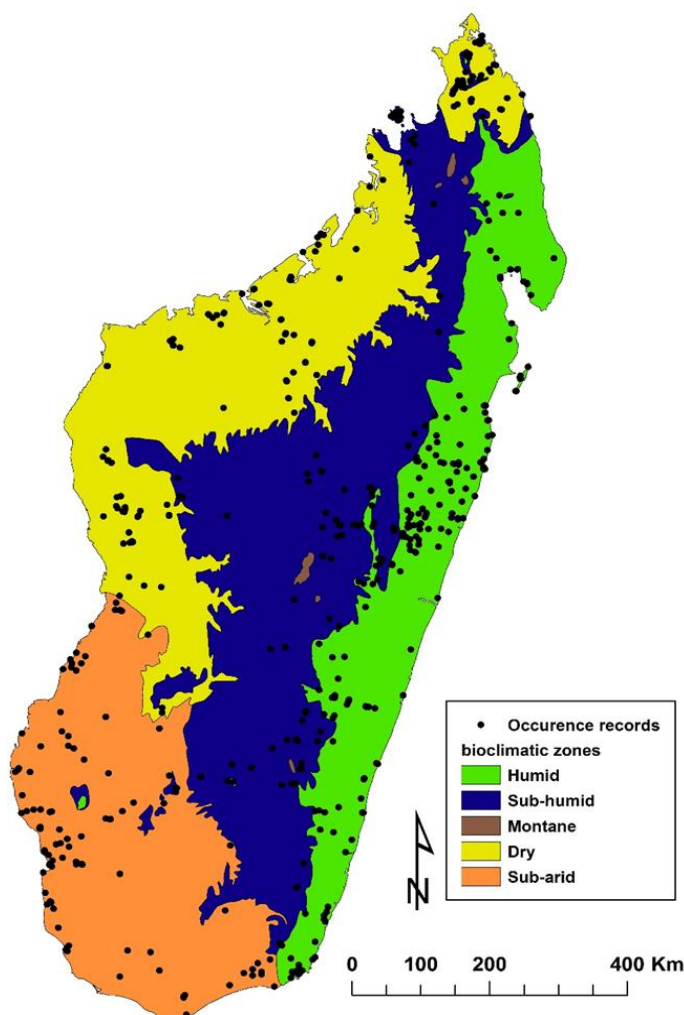 Occurence records
bioclimatic zones
Humid
Sub-humid
Montane
Dry
Sub-arid
N
0 100 200 400 Km